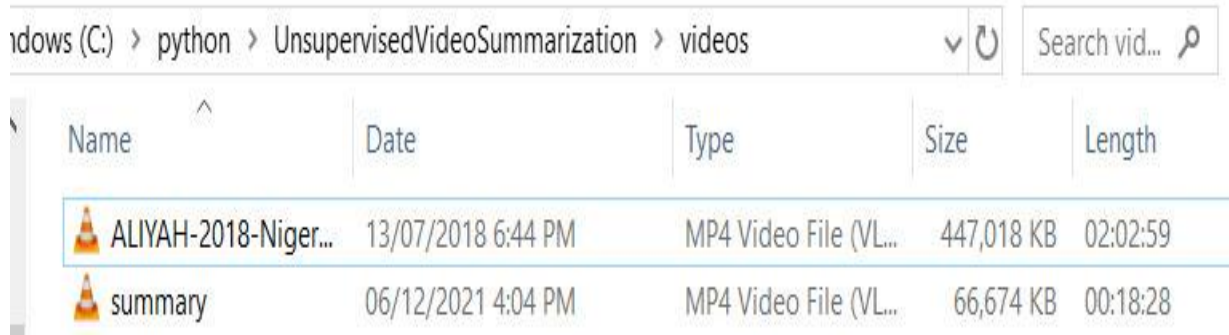 ndows (C:) > python > UnsupervisedVideoSummarization > videos Search vid...
Name Date Type Size Length
ALIYAH-2018-Niger... 13/07/2018 6:44 PM MP4 Video File (VL... 447,018 KB 02:02:59
summary 06/12/2021 4:04 PM MP4 Video File (VL... 66,674 KB 00:18:28